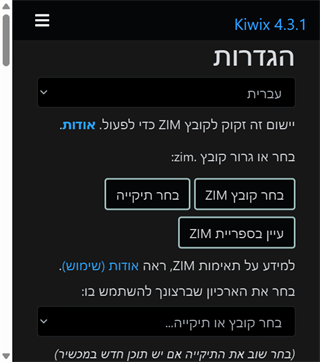 Kiwix 4.3.1
הגדרות
עברית
יישום זה זקוק לקובץ ZIM כדי לפעול. אודות.
בחר או גרור קובץ .zim:
בחר קובץ ZIM
בחר תיקייה
עיין בספריית ZIM
למידע על תאימות ZIM, ראה אודות (שימוש).
בחר את הארכיון שברצונך להשתמש בו:
בחר קובץ או תיקייה...
(בחר שוב את התיקייה אם יש תוכן חדש במכשיר)